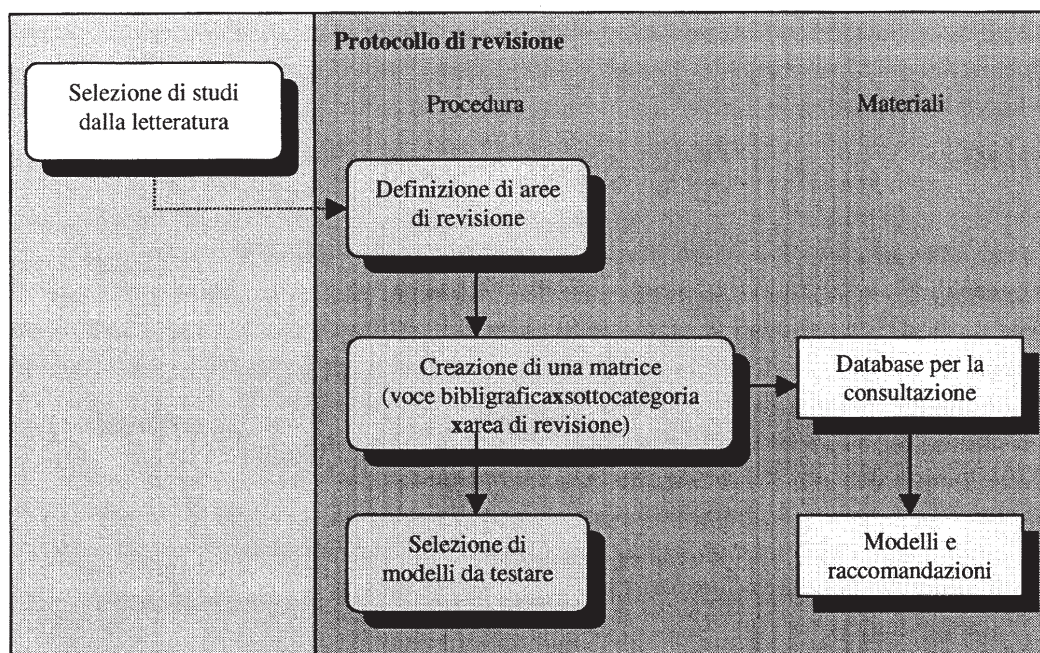 Protocollo di revisione
Selezione di studi
dalla letteratura
Procedura
Materiali
Definizione di aree
di revisione
Creazione di una matrice
(voce bibligraficaxsottocategoria
xarea di revisione)
Database per la
consultazione
Selezione di
modelli da testare
Modelli e
raccomandazioni